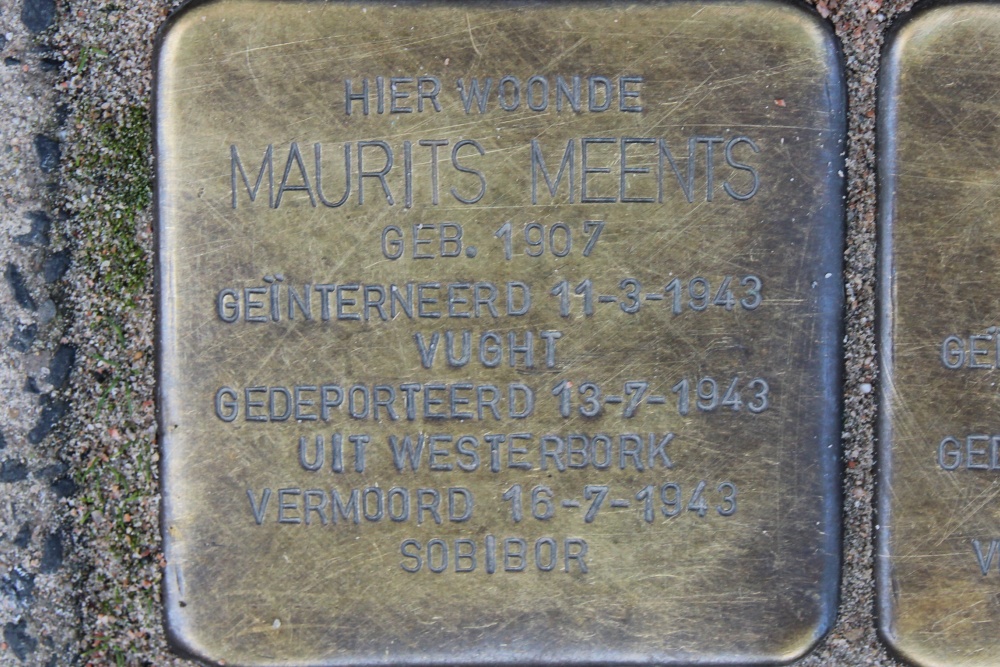 HIER WOONDE
MAURITS MEENTS
GEB. 1907
GEÏNTERNEERD 11-3-1943
VUGHT
GEDEPORTEERD 13-7-1943
UIT WESTERBORK
VERMOORD 16-7-1943
SOBIBOR